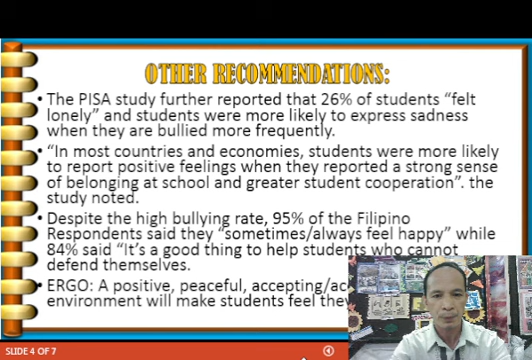 OTHER RECOMMENDATIONS:
• The PISA study further reported that 26% of students "felt
lonely" and students were more likely to express sadness
when they are bullied more frequently.
• "In most countries and economies, students were more likely
to report positive feelings when they reported a strong sense
of belonging at school and greater student cooperation". the
study noted.
• Despite the high bullying rate, 95% of the Filipino
Respondents said they "sometimes/always feel happy" while
84% said "It's a good thing to help students who cannot
defend themselves.
• ERGO: A positive, peaceful, accepting/
environment will make students feel
SLIDE 4 OF 7